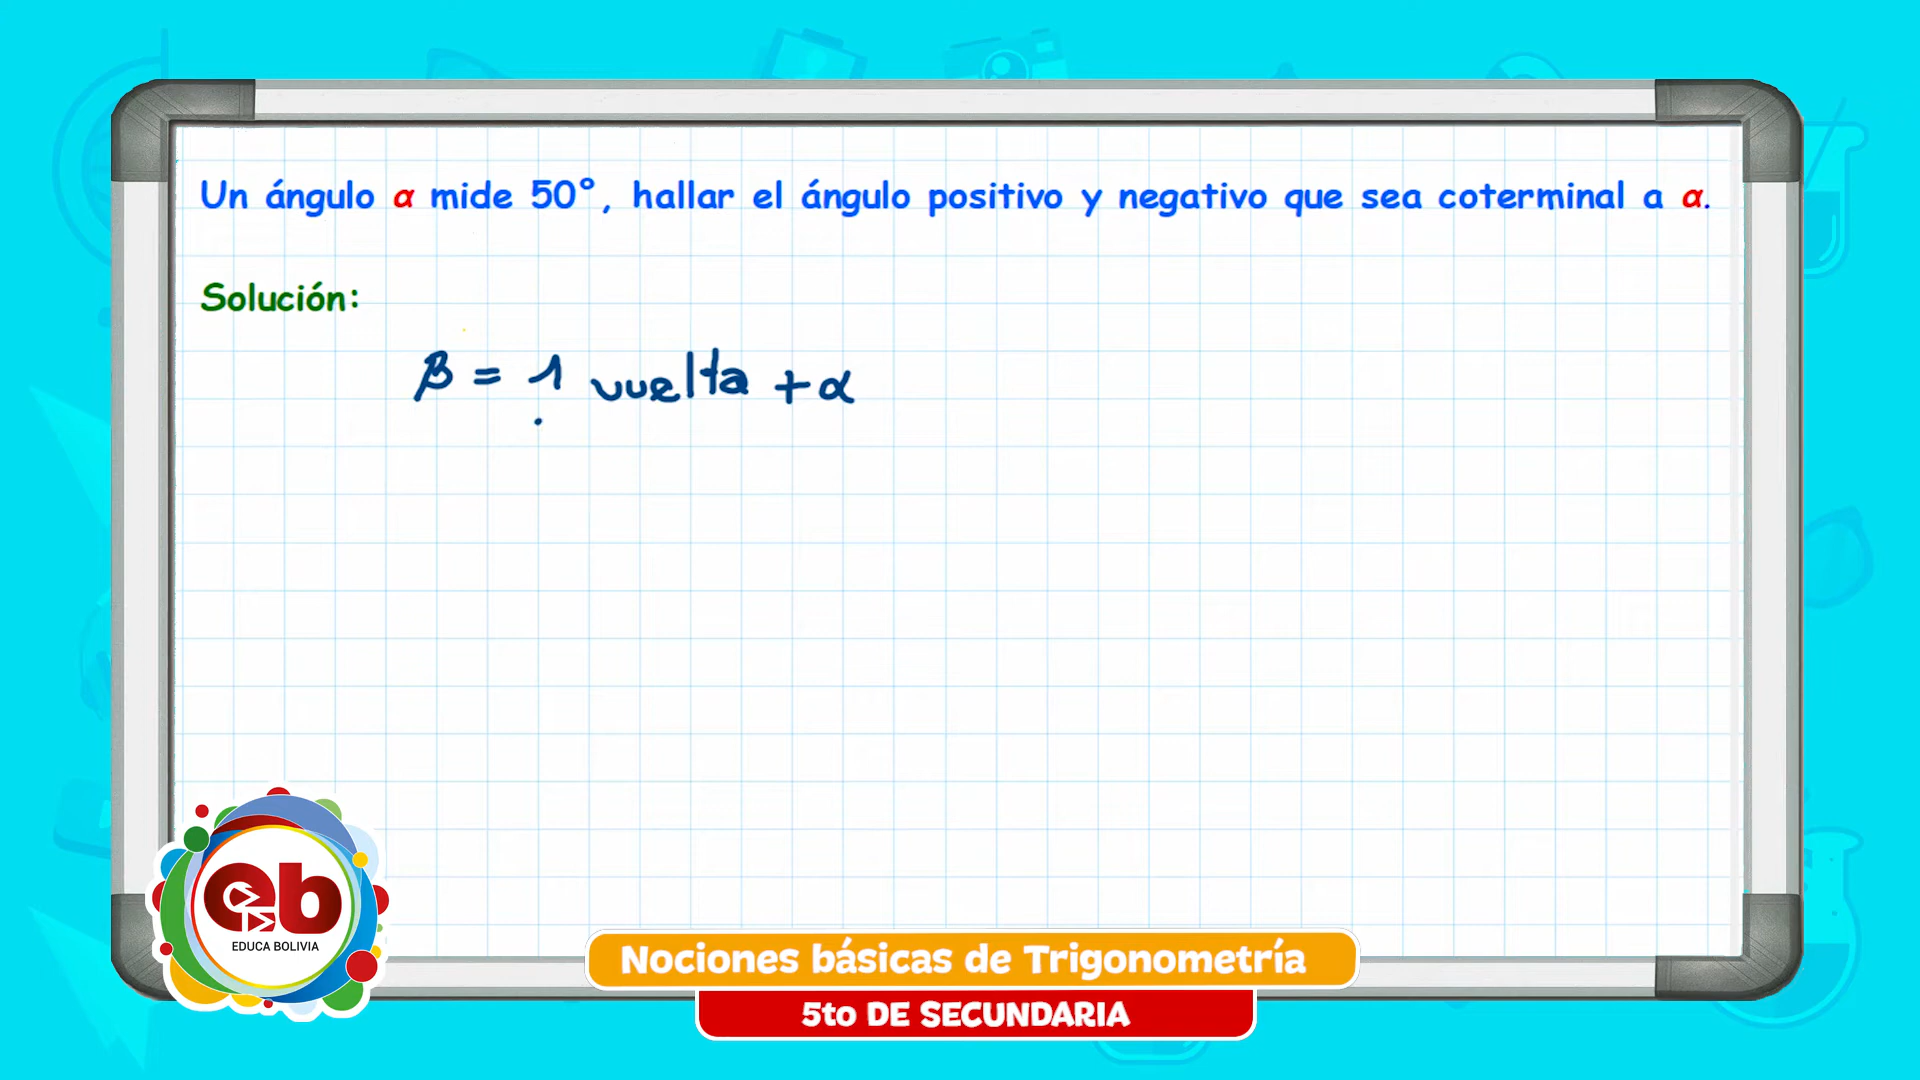 Un ángulo α mide 50°, hallar el ángulo positivo y negativo que sea coterminal a α.
Solución:
β = 1 vuelta + α
eb
EDUCA BOLIVIA
Nociones básicas de Trigonometría
5to DE SECUNDARIA